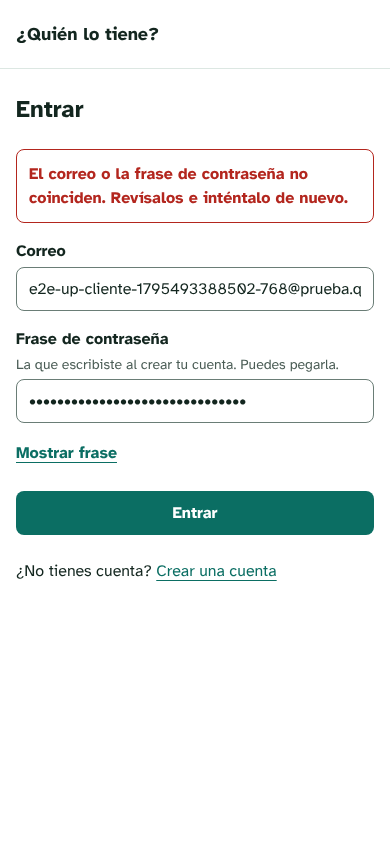 ¿Quién lo tiene?
Entrar
El correo o la frase de contraseña no
coinciden. Revísalos e inténtalo de nuevo.
Correo
e2e-up-cliente-1795493388502-768@prueba.q
Frase de contraseña
La que escribiste al crear tu cuenta. Puedes pegarla.
•••••••••••••••••••••••••••••••
Mostrar frase
Entrar
¿No tienes cuenta? Crear una cuenta